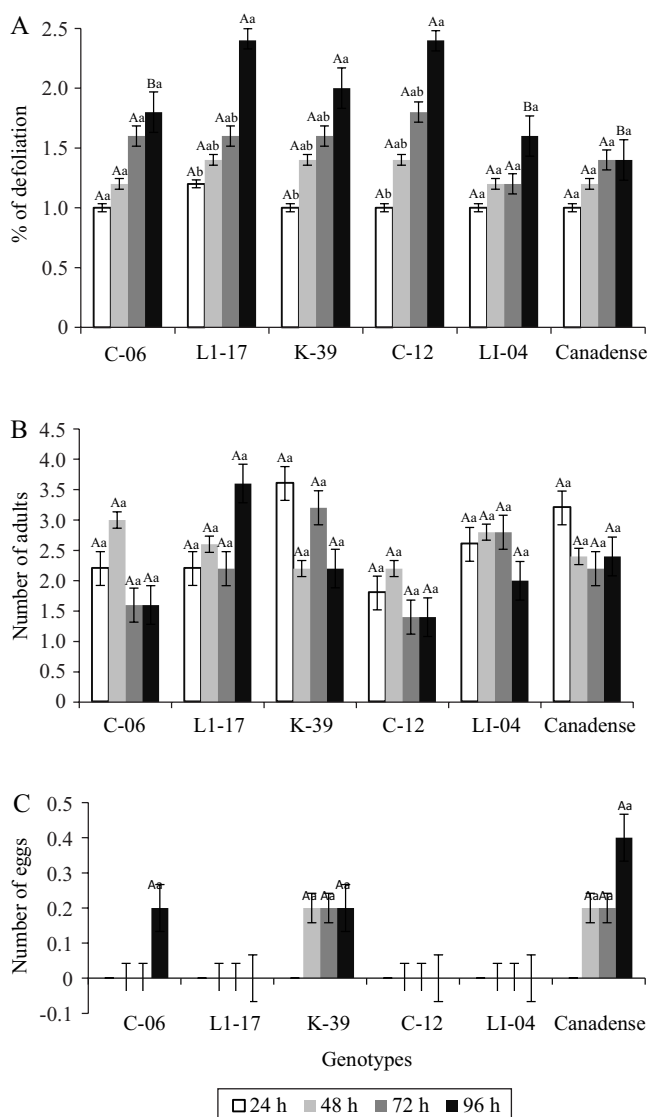 A
% of defoliation
2.5
2.0
1.5
1.0
0.5
0
Aa Aa Aa Ba
Ab Aab Aab Aa
Ab Aab Aab Aa
Ab Aab Aab Aa
Aa Aa Aa Ba
Aa Aa Aa Ba
C-06 L1-17 K-39 C-12 LI-04 Canadense
B
Number of adults
4.5
4.0
3.5
3.0
2.5
2.0
1.5
1.0
0.5
0
Aa Aa Aa Aa
Aa Aa Aa Aa
Aa Aa Aa Aa
Aa Aa Aa Aa
Aa Aa Aa Aa
Aa Aa Aa Aa
C-06 L1-17 K-39 C-12 LI-04 Canadense
C
Number of eggs
0.5
0.4
0.3
0.2
0.1
0
-0.1
Aa
Aa Aa Aa
Aa Aa Aa
C-06 L1-17 K-39 C-12 LI-04 Canadense
Genotypes
24 h 48 h 72 h 96 h